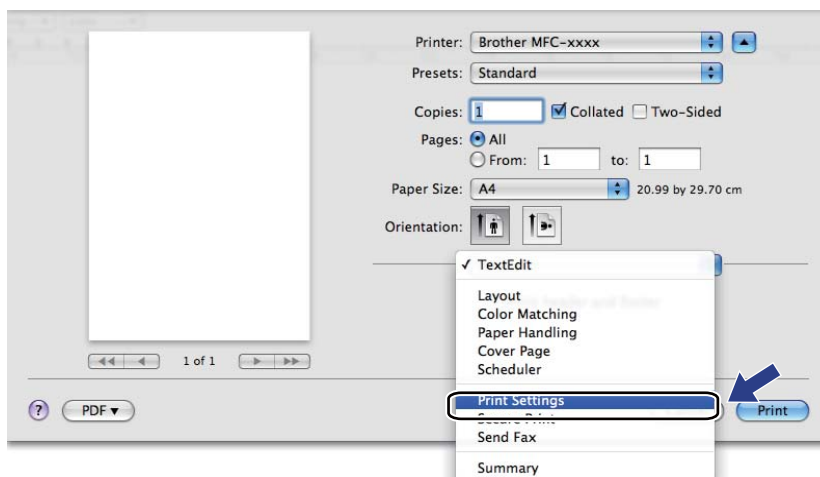 Printer: Brother MFC-xxxx
Presets: Standard
Copies: 1 Collated Two-Sided
Pages: All
From: 1 to: 1
Paper Size: A4 20.99 by 29.70 cm
Orientation:
✓ TextEdit
Layout
Color Matching
Paper Handling
Cover Page
Scheduler
1 of 1
Print Settings
Secure Print
Send Fax
Summary
? PDF ▼ Print